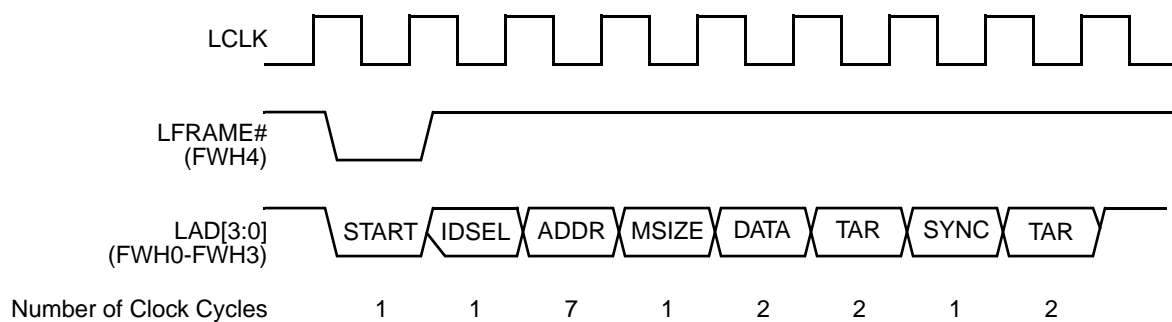 LCLK
LFRAME#
(FWH4)
LAD[3:0]
(FWH0-FWH3)
START IDSEL ADDR MSIZE DATA TAR SYNC TAR
Number of Clock Cycles 1 1 7 1 2 2 1 2